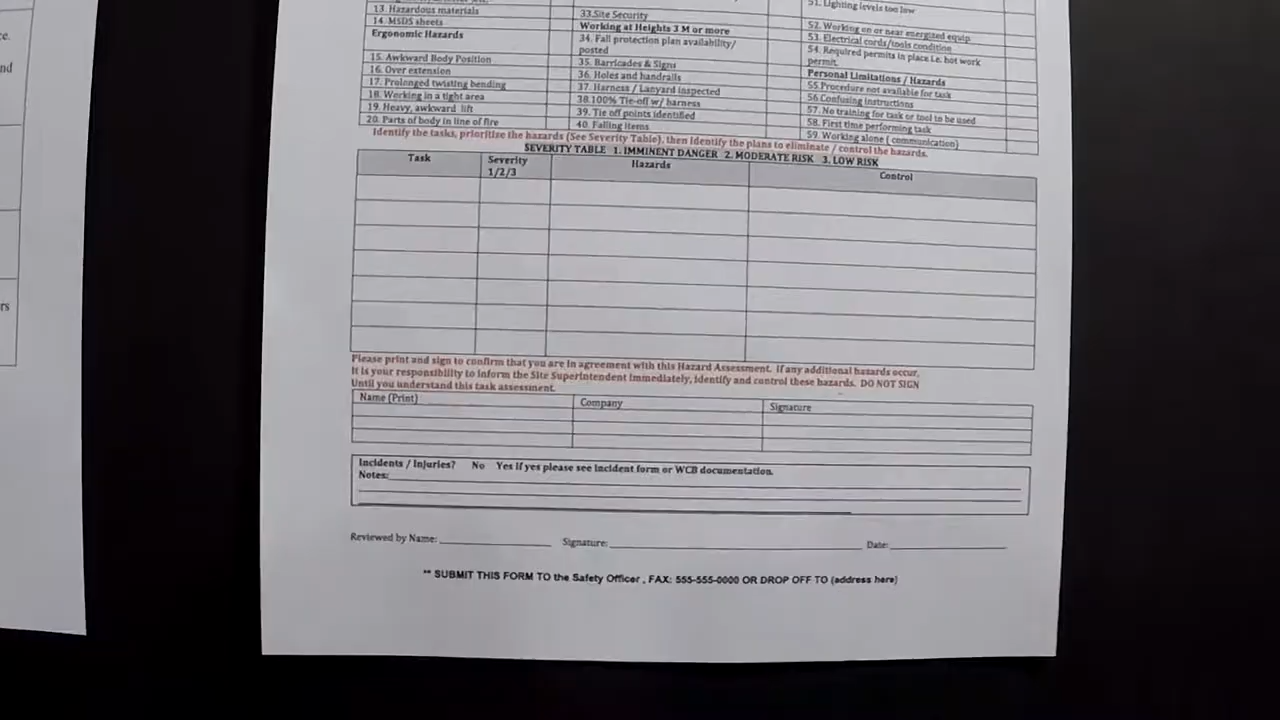 ce.
nd
rs
13. Hazardous materials
14. MSDS sheets
Ergonomic Hazards
15. Awkward Body Position
16. Over extension
17. Prolonged twisting bending
18. Working in a tight area
19. Heavy, awkward lift
20. Parts of body in line of fire
33.Site Security
Working at Heights 3 M or more
34. Fall protection plan availability/
posted
35. Barricades & Signs
36. Holes and handrails
37. Harness / Lanyard inspected
38.100% Tie-off w/ harness
39. Tie off points identified
40. Falling Items
51. Lighting levels too low
52. Working on or near energized equip
53. Electrical cords/tools condition
54. Required permits in place i.e. hot work
permit.
Personal Limitations / Hazards
55.Procedure not available for task
56 Confusing instructions
57. No training for task or tool to be used
58. First time performing task
59. Working alone ( communication)
Identify the tasks, prioritise the hazards (See Severity Table), then identify the plans to eliminate / control the hazards.
SEVERITY TABLE 1. IMMINENT DANGER 2. MODERATE RISK 3. LOW RISK
Task Severity Hazards Control
1/2/3
Please print and sign to confirm that you are in agreement with this Hazard Assessment. If any additional hazards occur,
It is your responsibility to inform the Site Superintendent immediately, identify and control these hazards. DO NOT SIGN
Until you understand this task assessment.
Name (Print) Company Signature
Incidents / Injuries? No Yes If yes please see Incident form or WCB documentation.
Notes:
Reviewed by Name: Signature: Date:
** SUBMIT THIS FORM TO the Safety Officer , FAX: 555-555-0000 OR DROP OFF TO (address here)